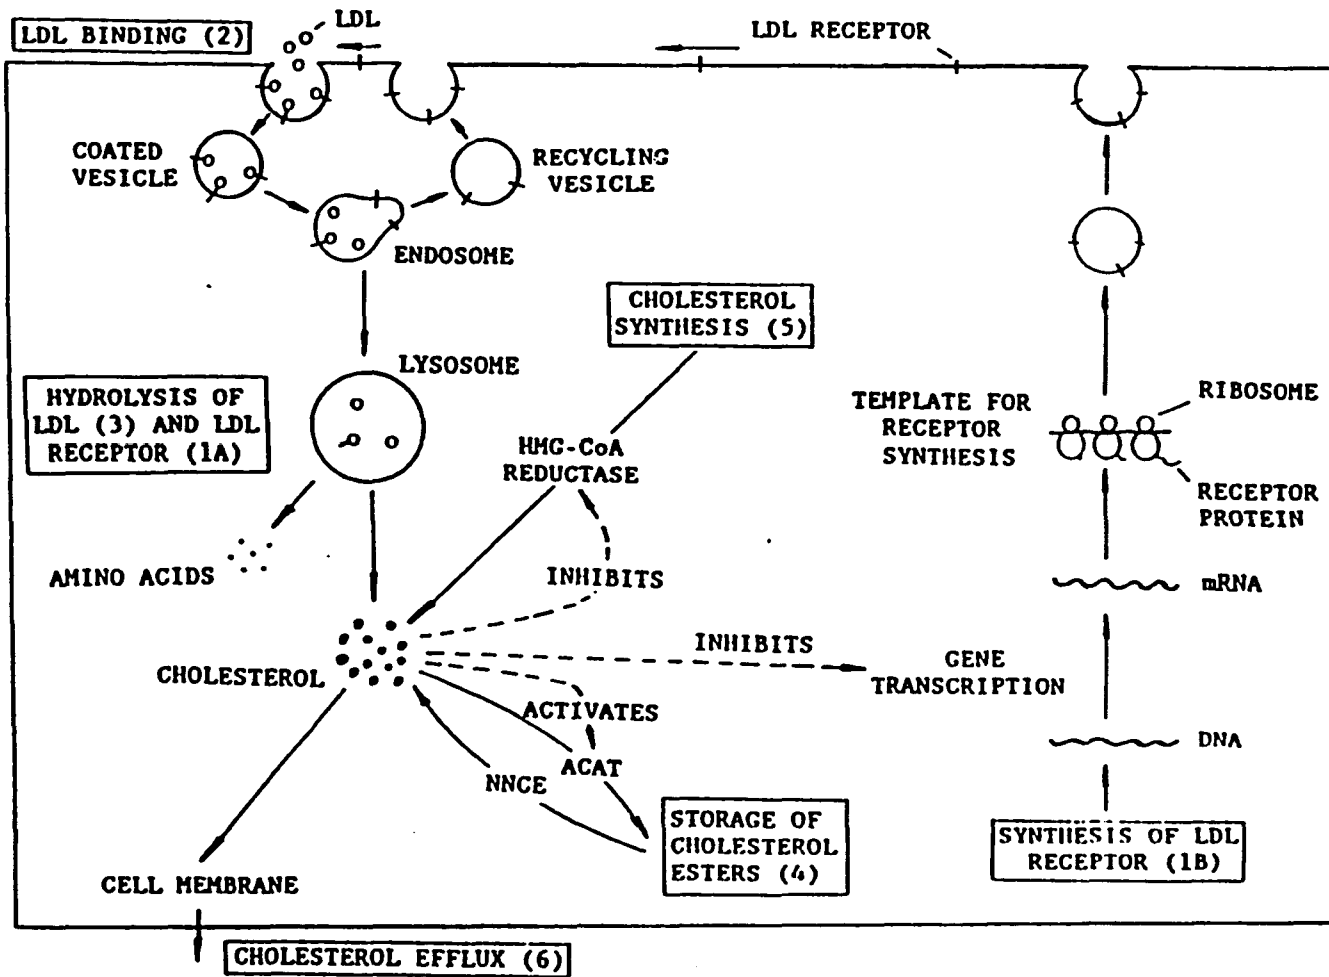 LDL BINDING (2)
LDL
LDL RECEPTOR
COATED
VESICLE
RECYCLING
VESICLE
ENDOSOME
CHOLESTEROL
SYNTHESIS (5)
LYSOSOME
HYDROLYSIS OF
LDL (3) AND LDL
RECEPTOR (1A)
HMG-CoA
REDUCTASE
TEMPLATE FOR
RECEPTOR
SYNTHESIS
RIBOSOME
RECEPTOR
PROTEIN
AMINO ACIDS
INHIBITS
mRNA
CHOLESTEROL
INHIBITS
GENE
TRANSCRIPTION
ACTIVATES
ACAT
NNCE
DNA
STORAGE OF
CHOLESTEROL
ESTERS (4)
SYNTHESIS OF LDL
RECEPTOR (1B)
CELL MEMBRANE
CHOLESTEROL EFFLUX (6)